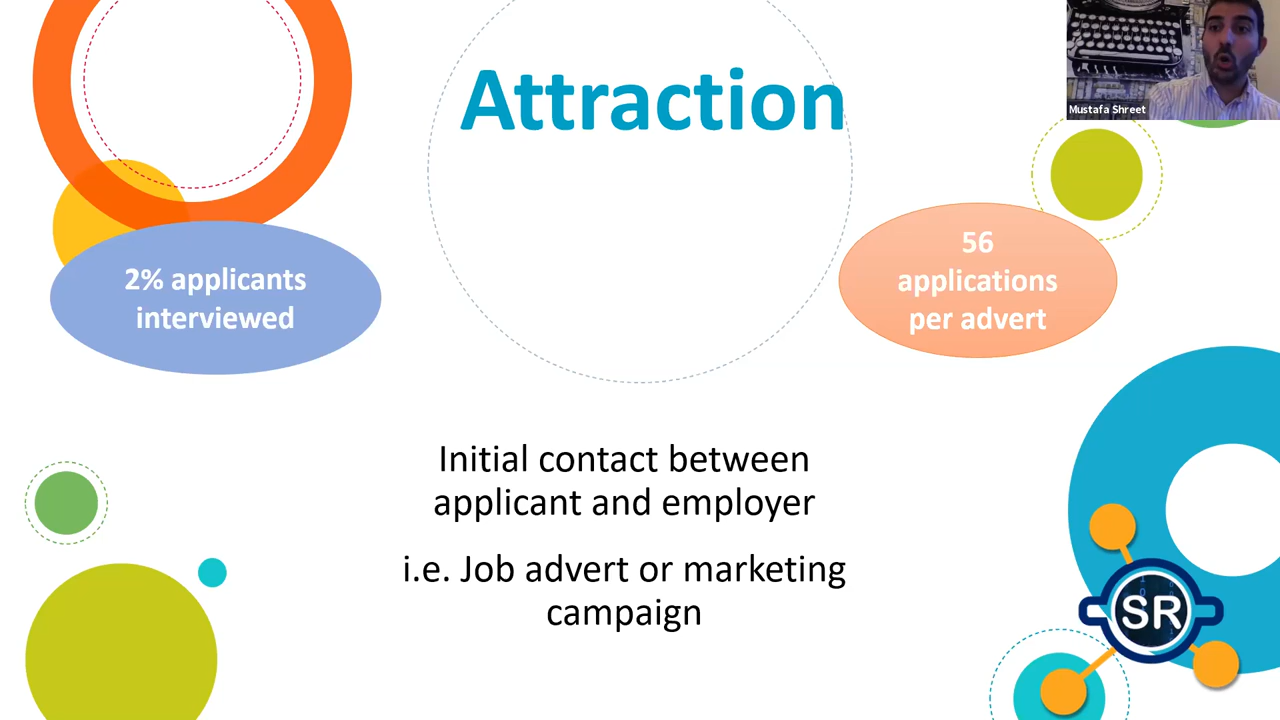 Attraction
Mustafa Shreet
2% applicants
interviewed
56
applications
per advert
Initial contact between
applicant and employer
i.e. Job advert or marketing
campaign
SR